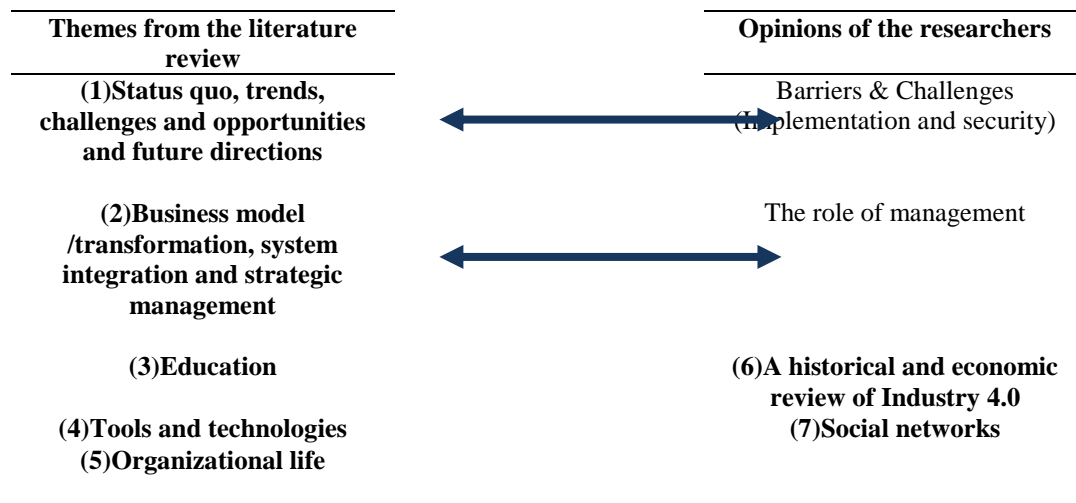 Themes from the literature
review
Opinions of the researchers
(1)Status quo, trends,
challenges and opportunities
and future directions
Barriers & Challenges
(Implementation and security)
(2)Business model
/transformation, system
integration and strategic
management
The role of management
(3)Education
(6)A historical and economic
review of Industry 4.0
(4)Tools and technologies
(7)Social networks
(5)Organizational life